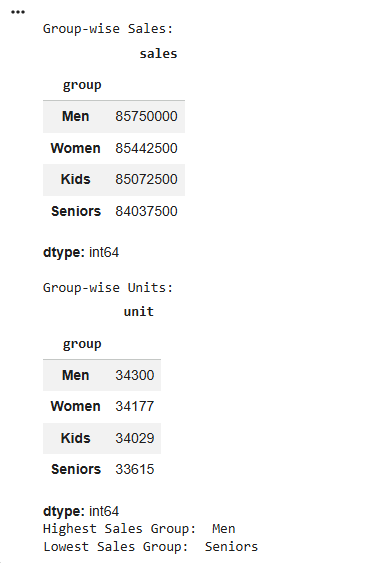 Group-wise Sales:
sales
group
Men 85750000
Women 85442500
Kids 85072500
Seniors 84037500
dtype: int64
Group-wise Units:
unit
group
Men 34300
Women 34177
Kids 34029
Seniors 33615
dtype: int64
Highest Sales Group:  Men
Lowest Sales Group:  Seniors